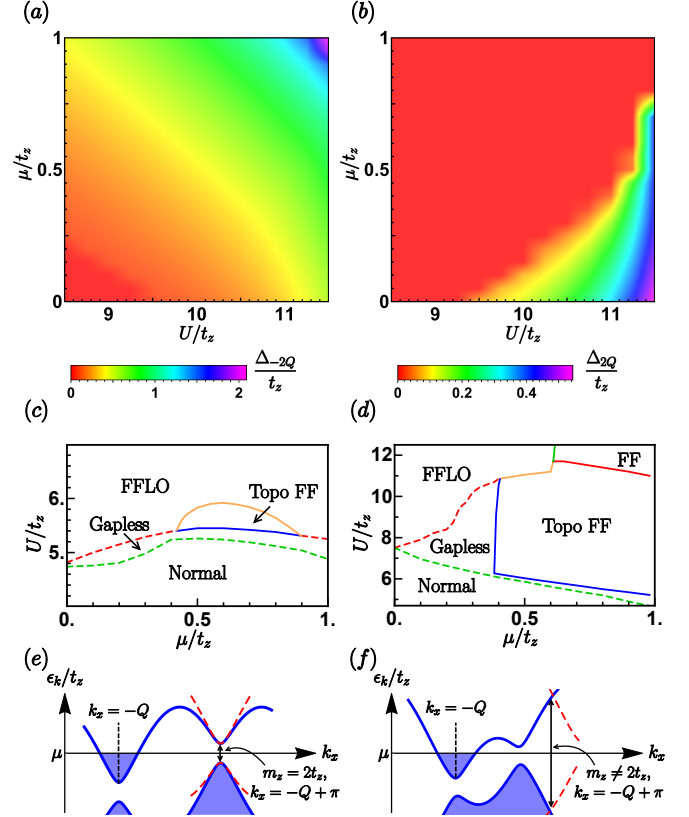 (a)
(b)
1
0.5
0
μ/t_z
9
10
11
U/t_z
1
0.5
0
μ/t_z
9
10
11
U/t_z
0
1
2
Δ_{−2Q}/t_z
0
0.2
0.4
Δ_{2Q}/t_z
(c)
(d)
6.
5.
U/t_z
FFLO
Topo FF
Gapless
Normal
0.
0.5
1.
μ/t_z
12
10
8
6
U/t_z
FFLO
FF
Topo FF
Gapless
Normal
0.
0.5
1.
μ/t_z
(e)
(f)
ϵ_k/t_z
k_x = −Q
μ
k_x
m_z = 2t_z,
k_x = −Q + π
ϵ_k/t_z
k_x = −Q
μ
k_x
m_z ≠ 2t_z,
k_x = −Q + π